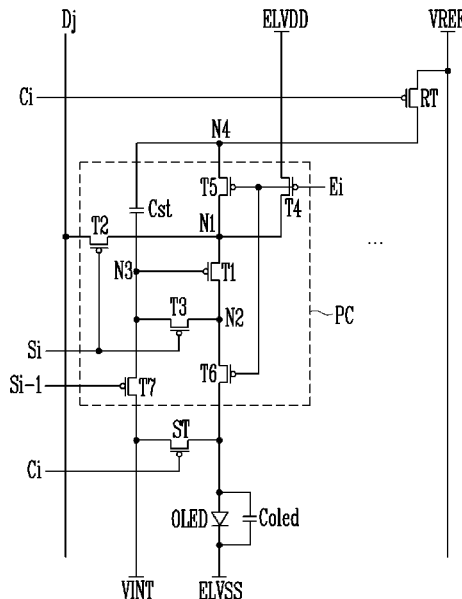 Dj ELVDD VREF
Ci RT
N4
T5 T4 Ei
Cst
T2 N1
...
N3 T1
T3 N2 PC
Si
T6
Si-1 T7
ST
Ci
OLED Coled
VINT ELVSS